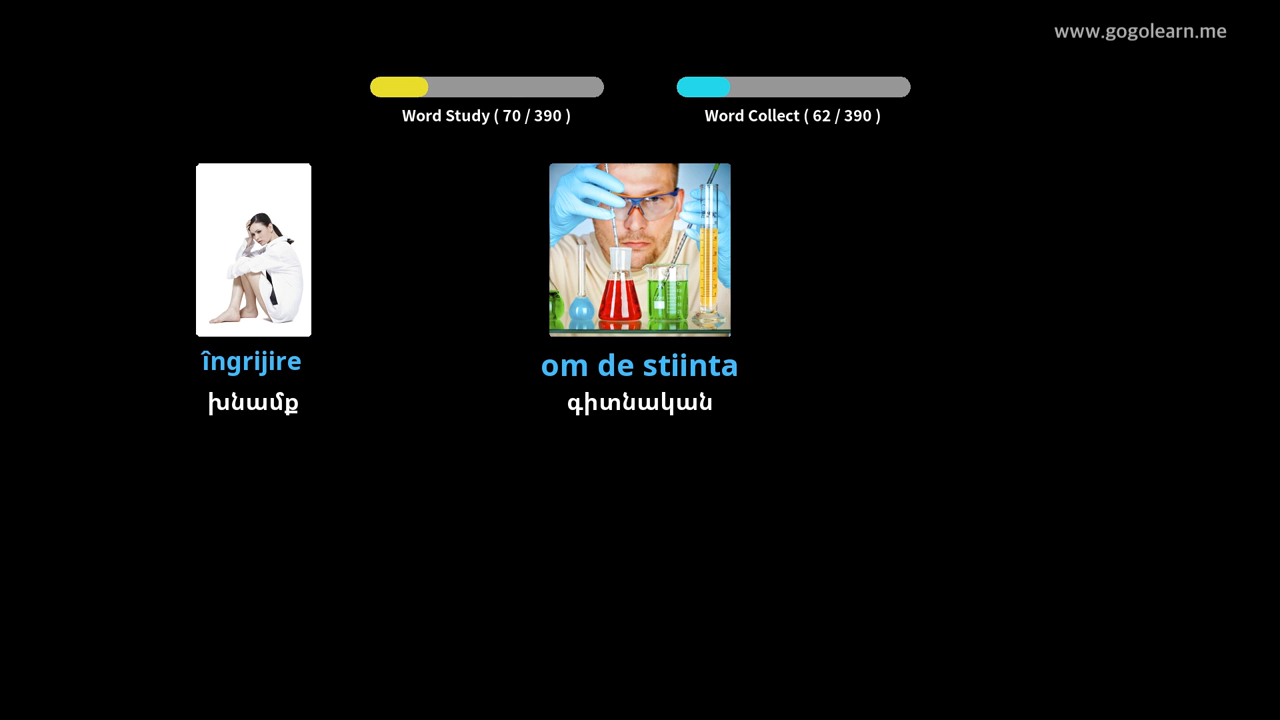 www.gogolearn.me
Word Study ( 70 / 390 )
Word Collect ( 62 / 390 )
îngrijire
խնամք
om de stiinta
գիտնական